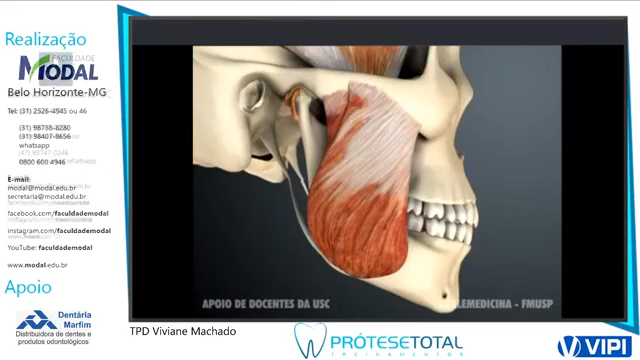 Realização
FACULDADE
MODAL
Belo Horizonte-MG
Tel: (31) 2526-4945 ou 46
(31) 98738-8280
(31) 98407-8656
whatsapp
0800 600 4946
E-mail:
modal@modal.edu.br
secretaria@modal.edu.br
facebook.com/faculdademodal
instagram.com/faculdademodal
YouTube: faculdademodal
www.modal.edu.br
Apoio
Dentária
Marfim
Distribuidora de dentes e
produtos odontológicos
APOIO DE DOCENTES DA USC
LEMEDICINA - FMUSP
TPD Viviane Machado
PRÓTESETOTAL
TREINAMENTOS
VIPI